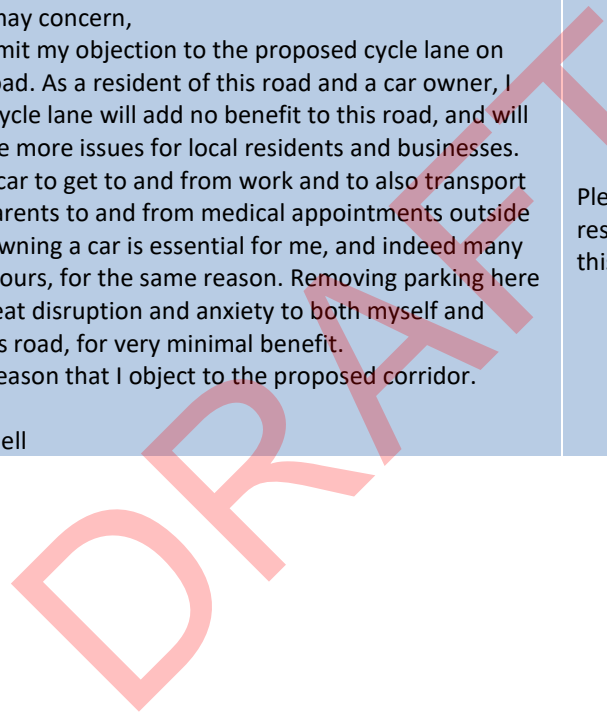 may concern,
mit my objection to the proposed cycle lane on
oad. As a resident of this road and a car owner, I
ycle lane will add no benefit to this road, and will
e more issues for local residents and businesses.
car to get to and from work and to also transport
arents to and from medical appointments outside
wning a car is essential for me, and indeed many
ours, for the same reason. Removing parking here
eat disruption and anxiety to both myself and
s road, for very minimal benefit.
eason that I object to the proposed corridor.
ell
Ple
res
this
DRAFT